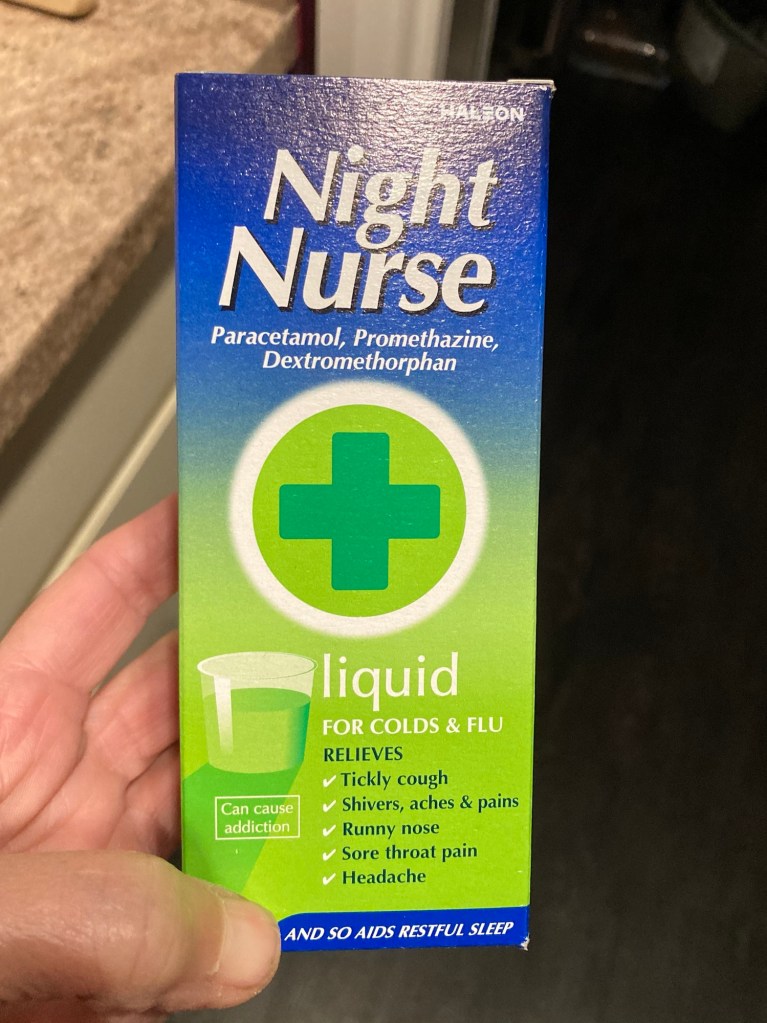 HALEON
Night
Nurse
Paracetamol, Promethazine,
Dextromethorphan
liquid
FOR COLDS & FLU
RELIEVES
✓ Tickly cough
✓ Shivers, aches & pains
✓ Runny nose
✓ Sore throat pain
✓ Headache
Can cause
addiction
AND SO AIDS RESTFUL SLEEP